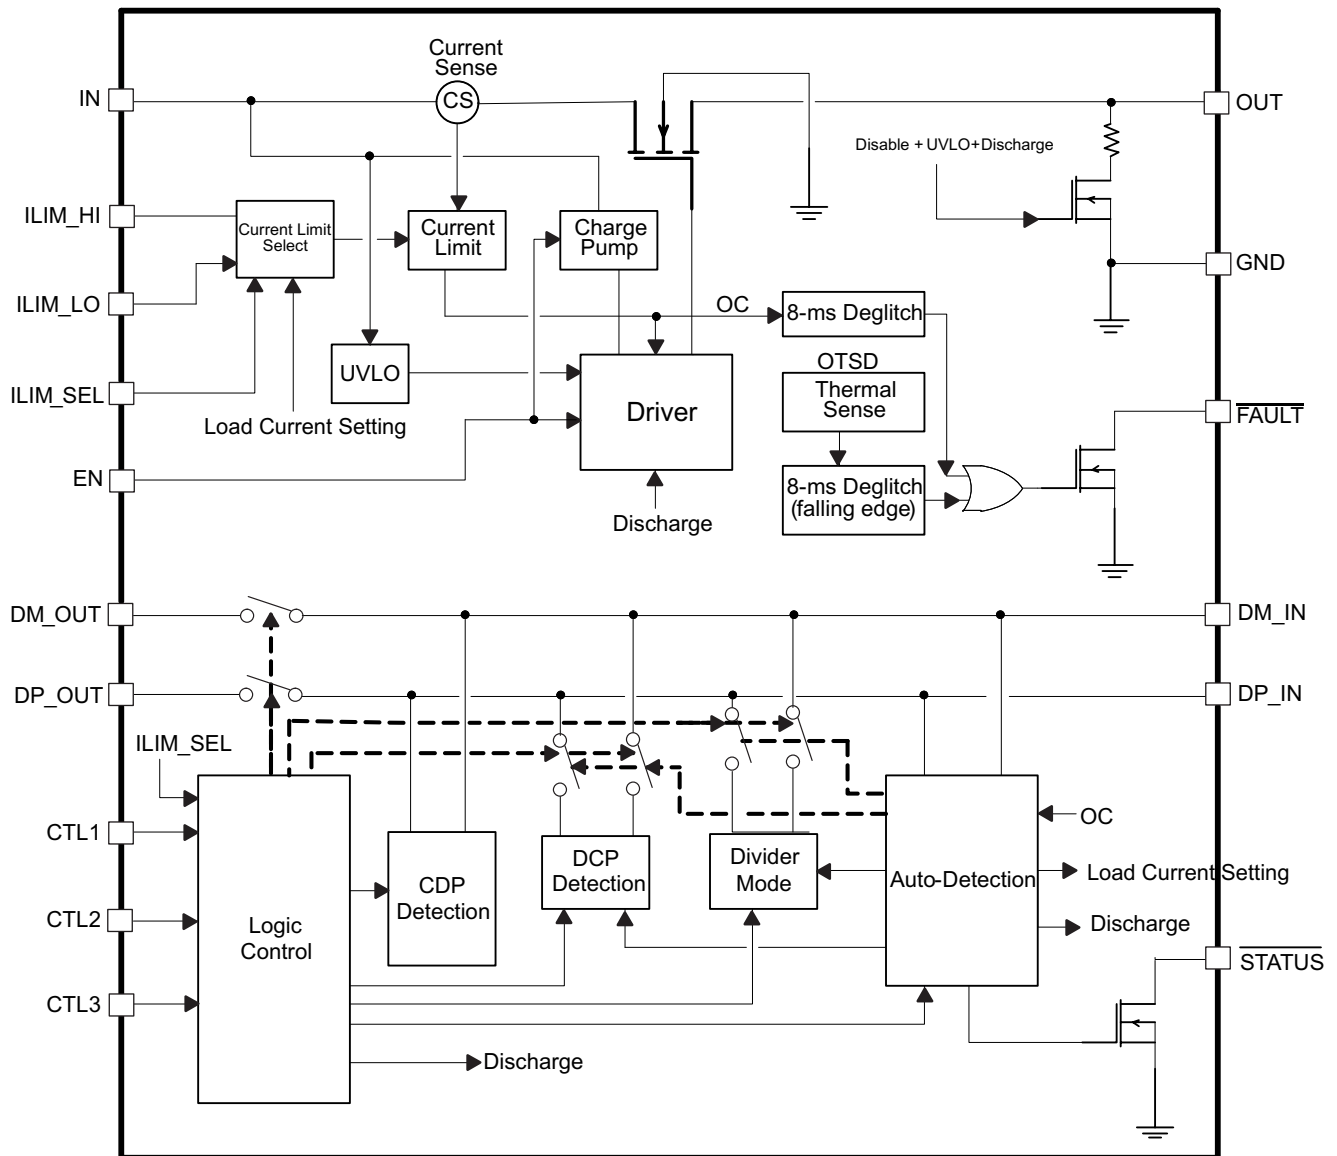 Current
Sense
IN
CS
OUT
Disable + UVLO+Discharge
ILIM_HI
Current Limit
Select
Current
Limit
Charge
Pump
GND
ILIM_LO
OC
8-ms Deglitch
UVLO
OTSD
Thermal
Sense
ILIM_SEL
Load Current Setting
Driver
FAULT
EN
8-ms Deglitch
(falling edge)
Discharge
DM_OUT
DM_IN
DP_OUT
DP_IN
ILIM_SEL
CTL1
OC
DCP
Detection
Divider
Mode
Auto-Detection
Load Current Setting
CDP
Detection
CTL2
Logic
Control
Discharge
STATUS
CTL3
Discharge